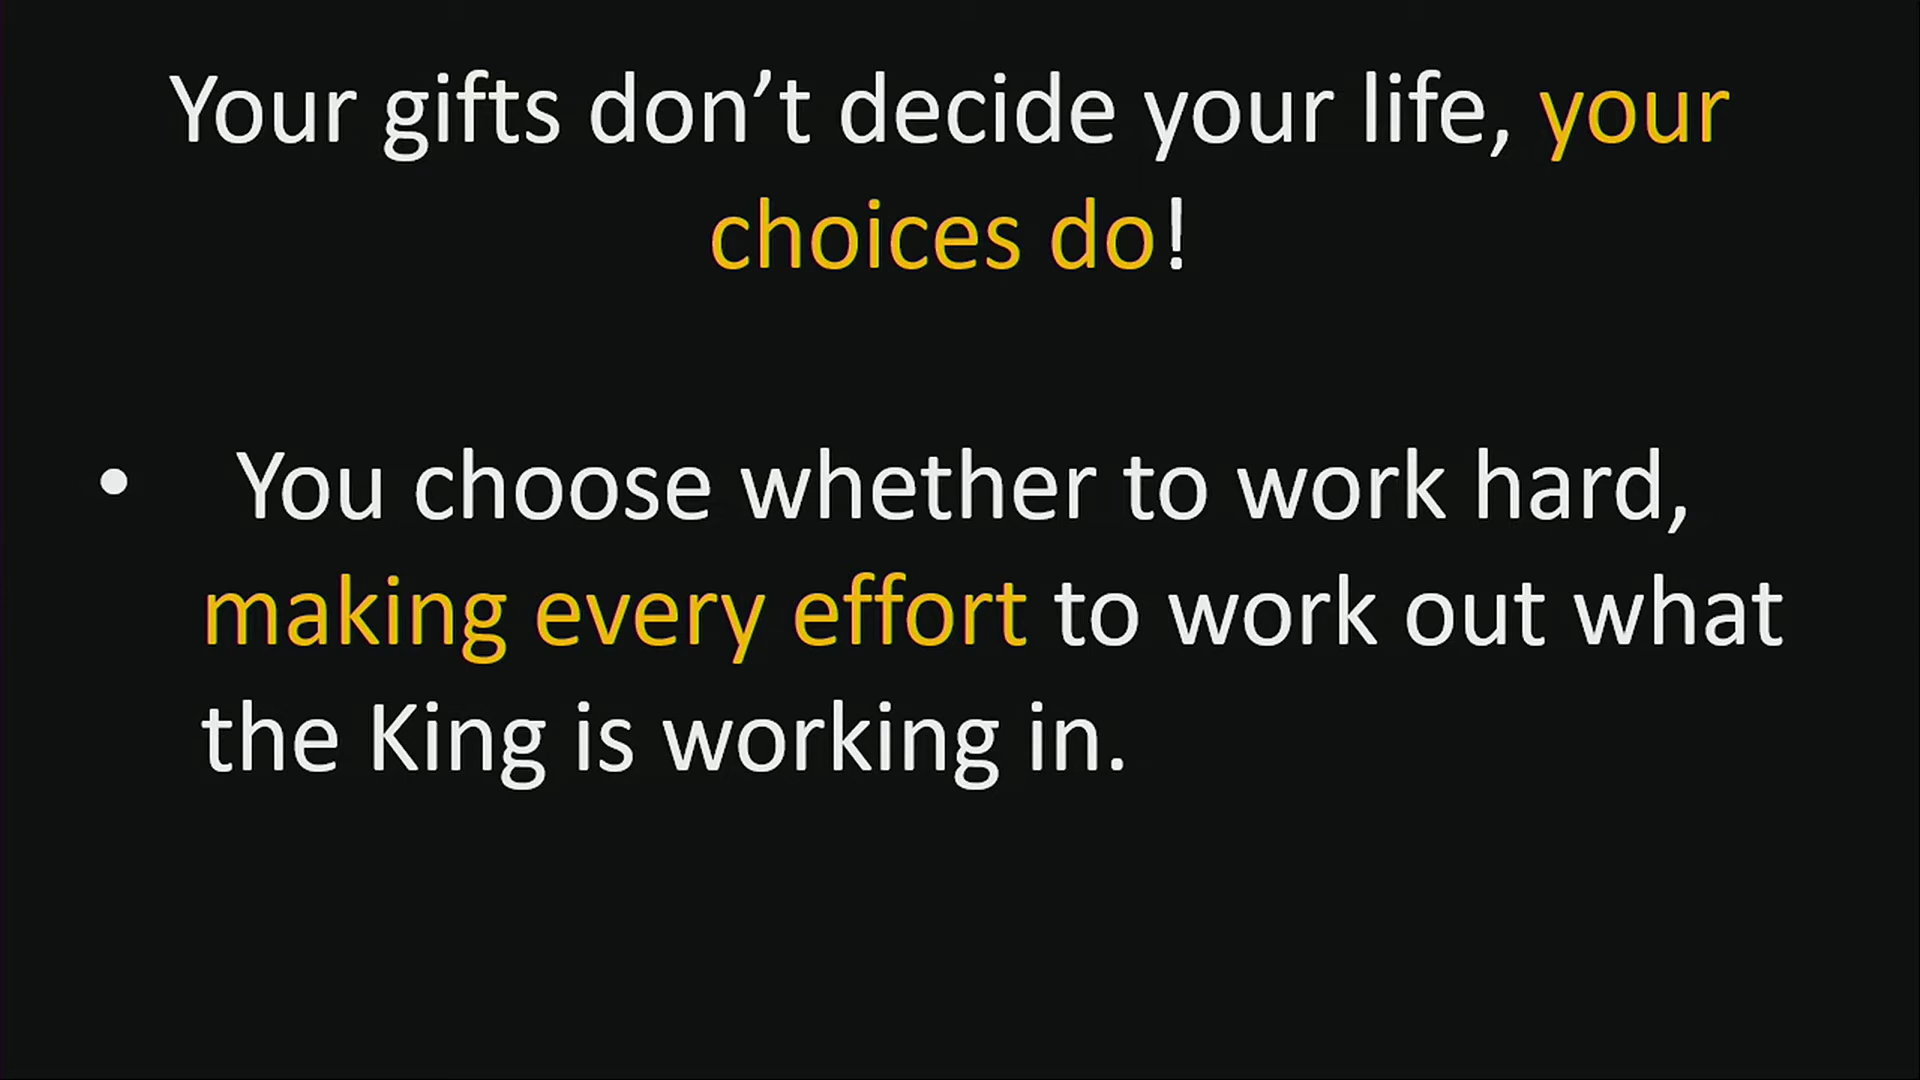 Your gifts don’t decide your life, your
choices do!
• You choose whether to work hard,
making every effort to work out what
the King is working in.